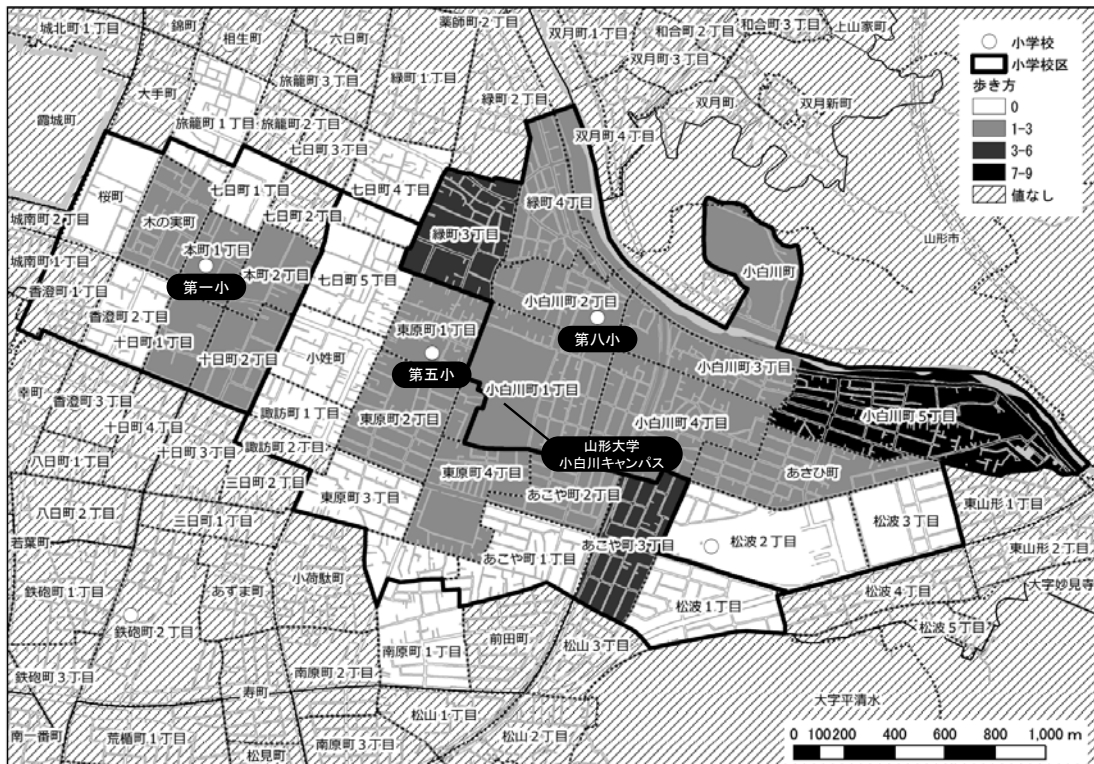 城北町1丁目
錦町
相生町
六日町
薬師町2丁目
双月町1丁目
和合町2丁目
和合町3丁目
上山家町
双月町3丁目
旅籠町3丁目
緑町1丁目
緑町2丁目
大手町
双月町
双月新町
霞城町
旅籠町1丁目
旅籠町2丁目
双月町4丁目
七日町3丁目
七日町4丁目
桜町
七日町1丁目
七日町2丁目
緑町4丁目
城南町2丁目
木の実町
緑町3丁目
山形市
本町1丁目
城南町1丁目
本町2丁目
七日町5丁目
小白川町
第一小
香澄町1丁目
小白川町2丁目
香澄町2丁目
東原町1丁目
第八小
十日町1丁目
十日町2丁目
小姓町
第五小
小白川町3丁目
幸町
香澄町3丁目
小白川町1丁目
諏訪町1丁目
東原町2丁目
小白川町4丁目
小白川町5丁目
十日町4丁目
十日町3丁目
諏訪町2丁目
山形大学
小白川キャンパス
八日町1丁目
三日町2丁目
東原町4丁目
あさひ町
東原町3丁目
あこや町2丁目
東山形1丁目
八日町2丁目
三日町1丁目
松波3丁目
若葉町
あこや町3丁目
松波2丁目
東山形2丁目
あこや町1丁目
小荷駄町
あずま町
鉄砲町1丁目
松波4丁目
大字妙見寺
松波1丁目
鉄砲町2丁目
前田町
松山3丁目
松波5丁目
南原町1丁目
鉄砲町3丁目
南原町2丁目
寿町
大字平清水
松山1丁目
南一番町
荒楯町1丁目
松見町
南原町3丁目
松山2丁目
小学校
小学校区
歩き方
0
1-3
3-6
7-9
値なし
0 100200 400 600 800 1,000 m